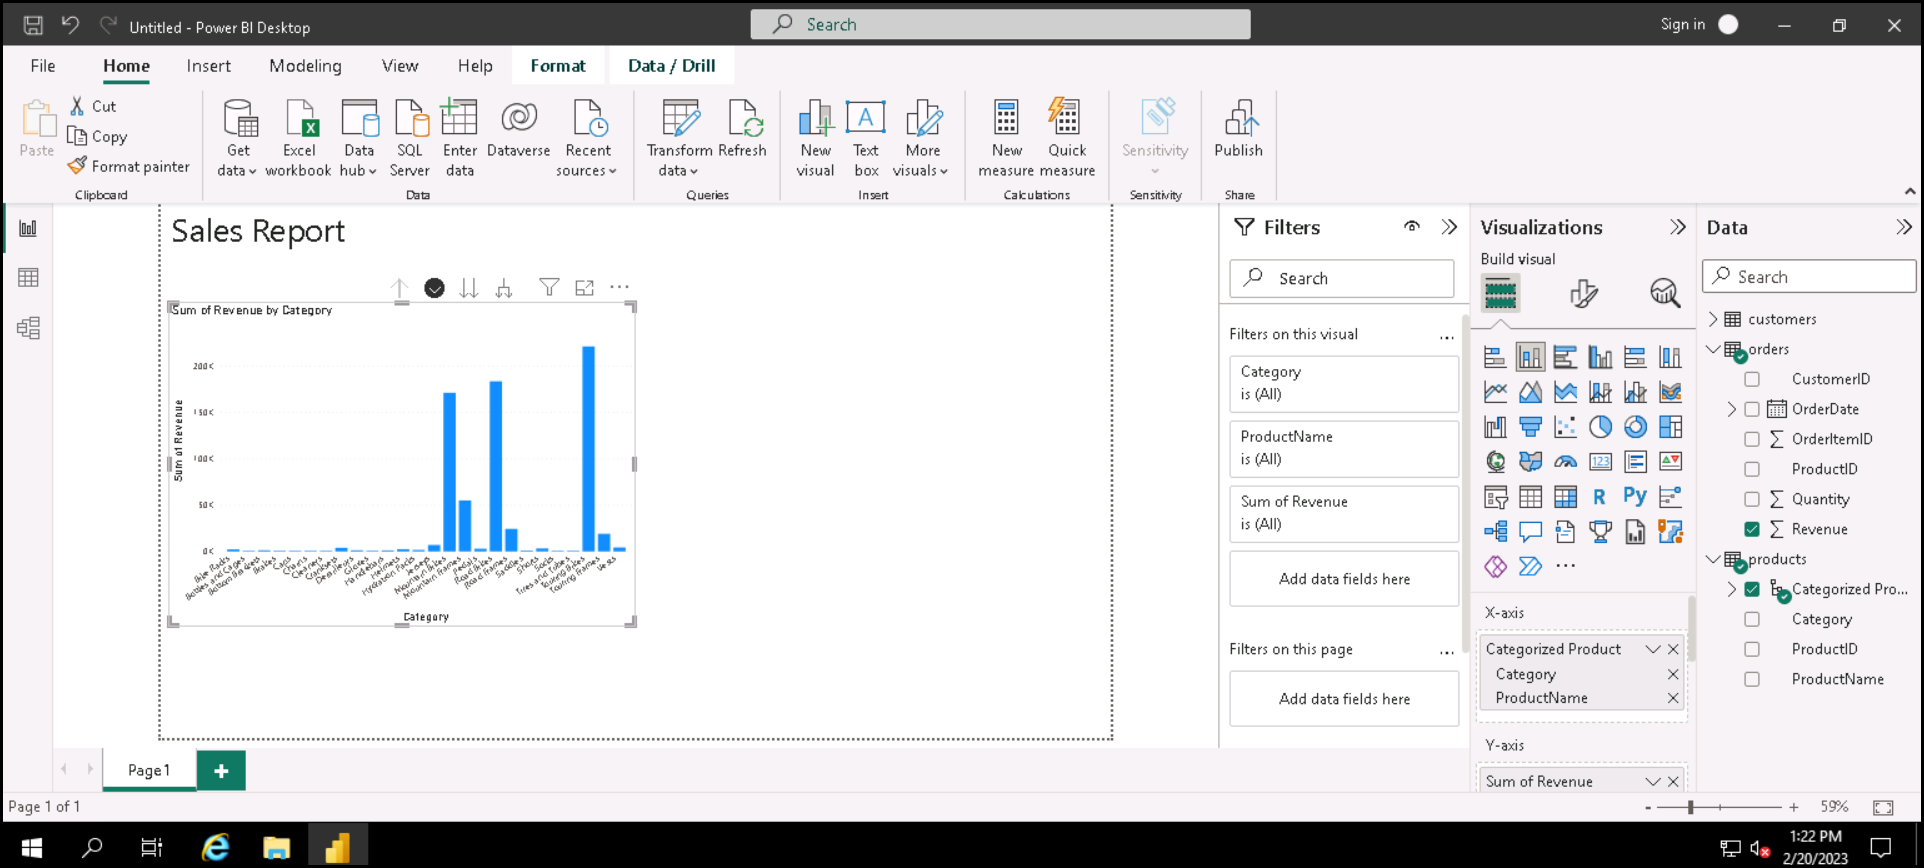 Untitled - Power BI Desktop
Search
Sign in
File
Home
Insert
Modeling
View
Help
Format
Data / Drill
Paste
Cut
Copy
Format painter
Clipboard
Get data
Excel workbook
Data hub
SQL Server
Enter data
Dataverse
Recent sources
Data
Transform data
Refresh
Queries
New visual
Text box
More visuals
Insert
New measure
Quick measure
Calculations
Sensitivity
Sensitivity
Publish
Share
Sales Report
Sum of Revenue by Category
Sum of Revenue
200K
150K
100K
50K
0K
Bike Racks
Bottles and Cages
Bottom Brackets
Brakes
Caps
Chains
Cleaners
Cranksets
Derailleurs
Gloves
Handlebars
Helmets
Hydration Packs
Jerseys
Mountain Bikes
Mountain Frames
Pedals
Road Bikes
Road Frames
Saddles
Shorts
Socks
Tires and Tubes
Touring Bikes
Touring Frames
Vests
Category
Filters
Search
Filters on this visual
...
Category
is (All)
ProductName
is (All)
Sum of Revenue
is (All)
Add data fields here
Filters on this page
...
Add data fields here
Visualizations
Build visual
123
R
Py
...
X-axis
Categorized Product
Category
ProductName
Y-axis
Sum of Revenue
Data
Search
customers
orders
CustomerID
OrderDate
OrderItemID
ProductID
Quantity
Revenue
products
Categorized Pro...
Category
ProductID
ProductName
Page 1
Page 1 of 1
- + 59%
1:22 PM
2/20/2023